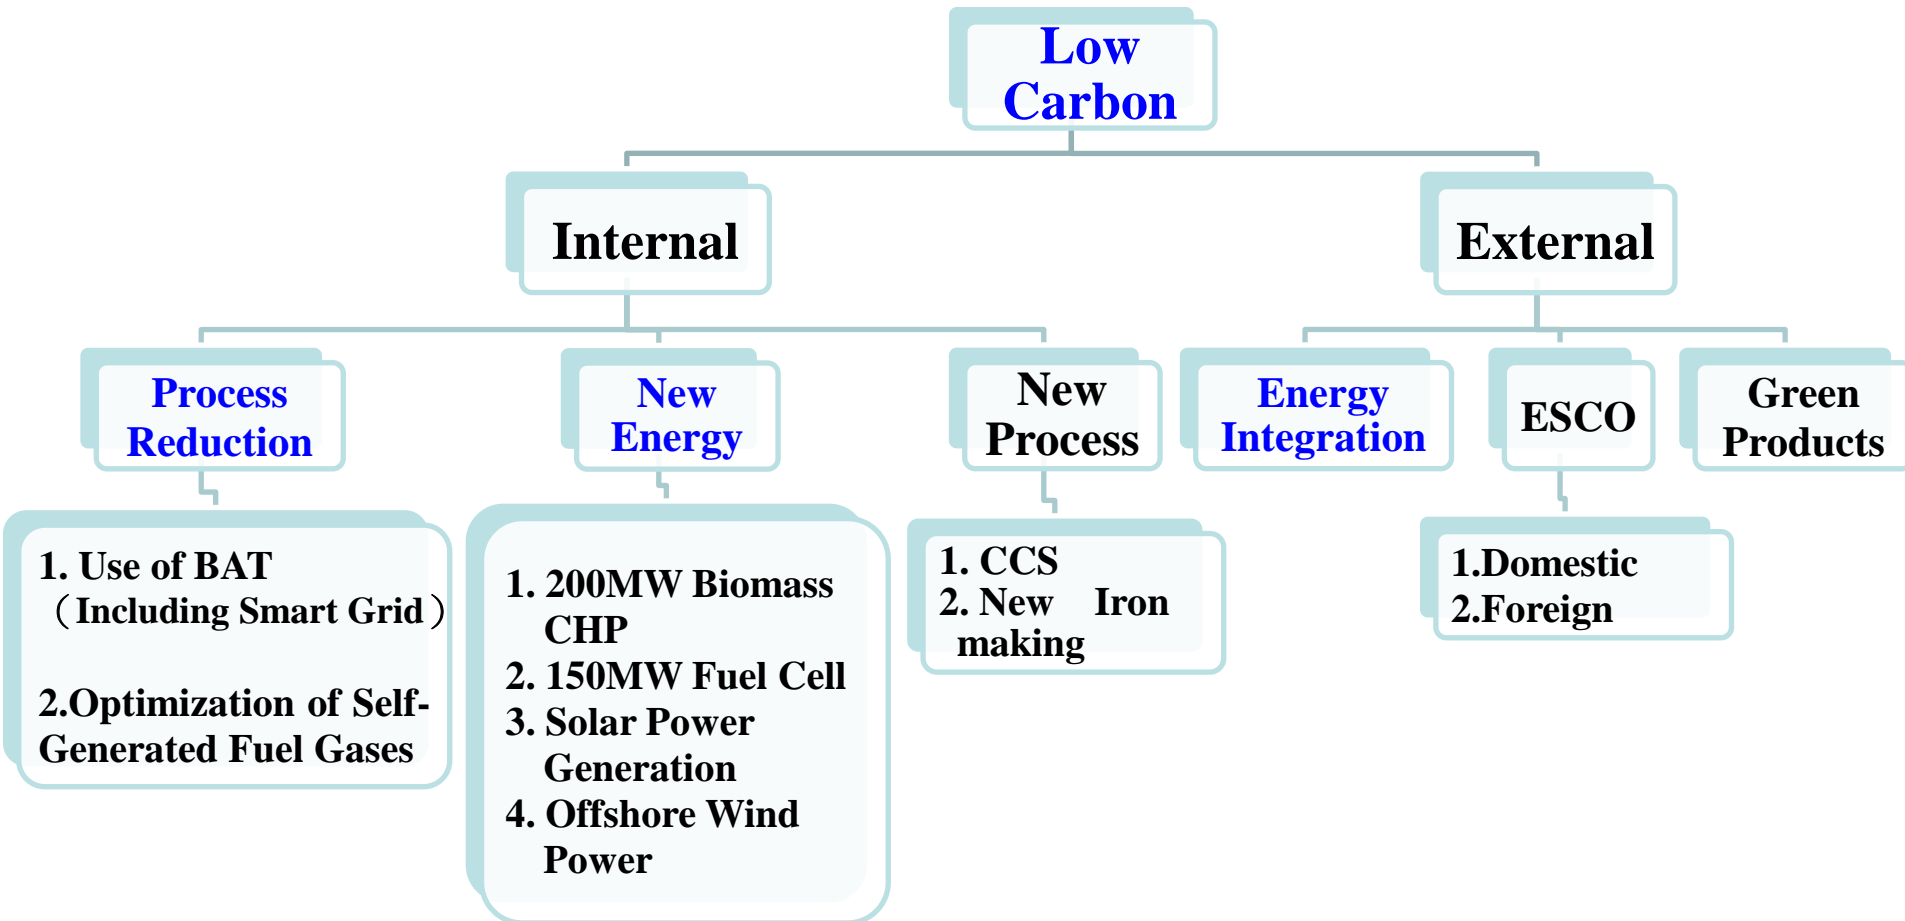 Low
Carbon
Internal
External
Process
Reduction
New
Energy
New
Process
Energy
Integration
ESCO
Green
Products
1. Use of BAT
（Including Smart Grid）
2.Optimization of Self-
Generated Fuel Gases
1. 200MW Biomass
CHP
2. 150MW Fuel Cell
3. Solar Power
Generation
4. Offshore Wind
Power
1. CCS
2. New Iron
making
1.Domestic
2.Foreign